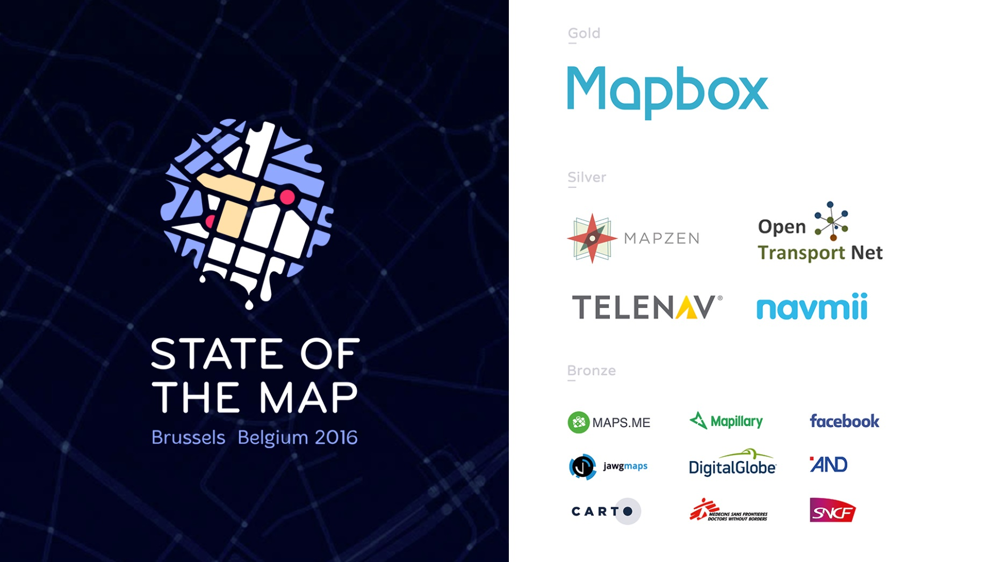 STATE OF
THE MAP
Brussels Belgium 2016
Gold
Mapbox
Silver
MAPZEN
Open
Transport Net
TELENAV®
navmii
Bronze
MAPS.ME
Mapillary
facebook
jawgmaps
DigitalGlobe
AND
CARTO
MEDECINS SANS FRONTIERES
DOCTORS WITHOUT BORDERS
SNCF